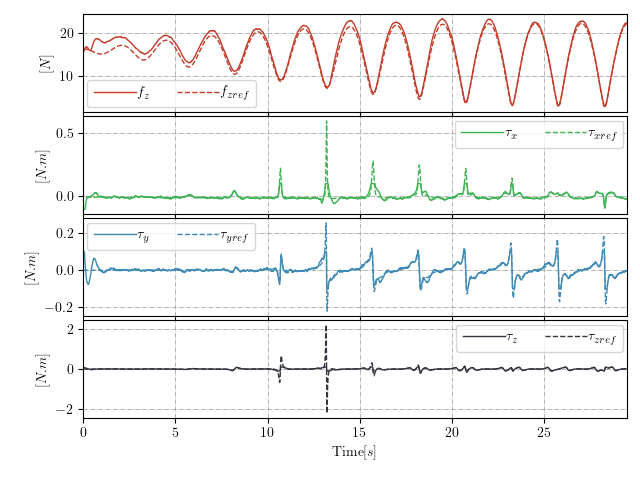 20
10
[N]
f_z f_zref
0.5
0.0
[N.m]
τ_x τ_xref
0.2
0.0
−0.2
[N.m]
τ_y τ_yref
2
0
−2
[N.m]
τ_z τ_zref
0 5 10 15 20 25
Time[s]